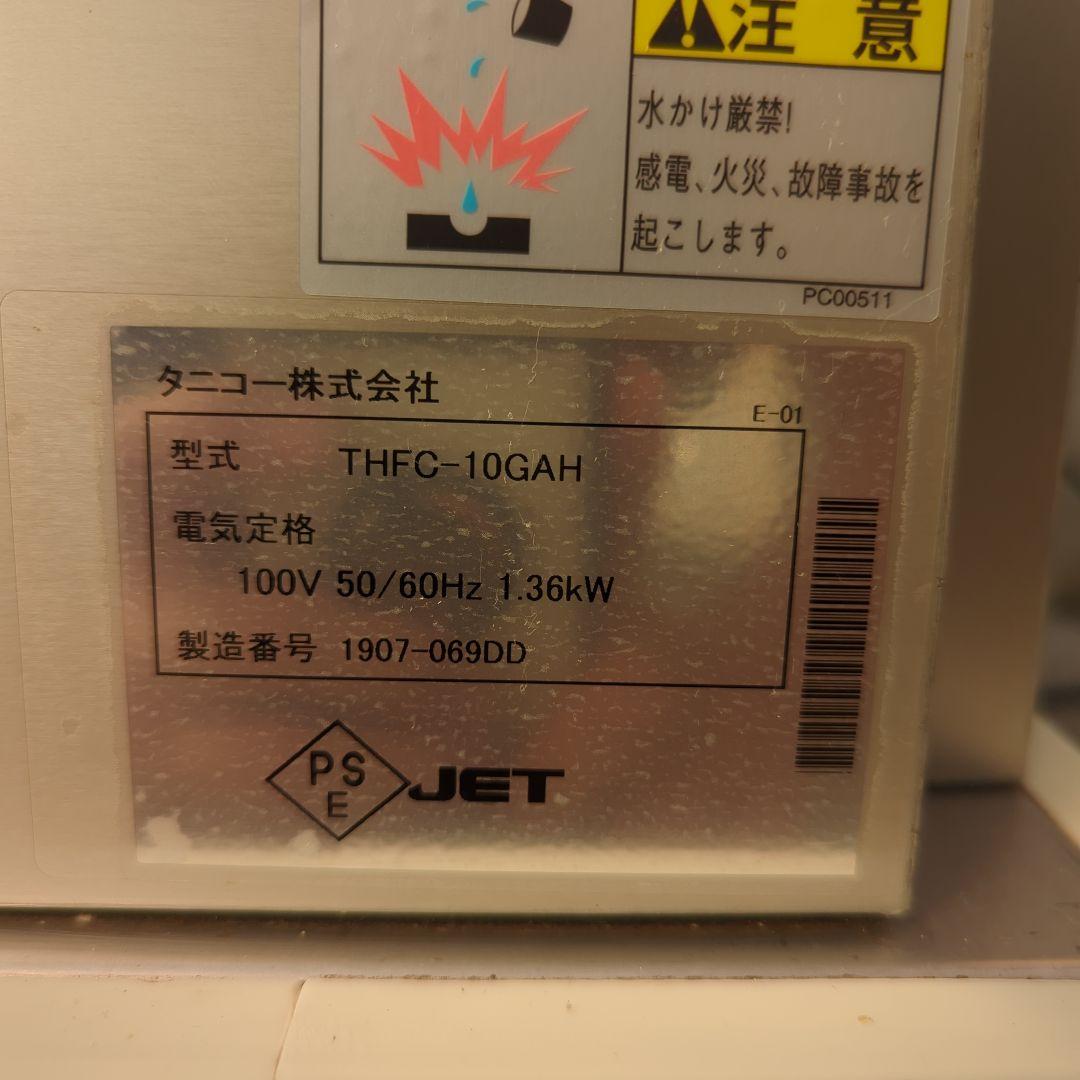 注意
水かけ厳禁!
感電、火災、故障事故を
起こします。
PC00511
タニコー株式会社
E-01
型式 THFC-10GAH
電気定格
100V 50/60Hz 1.36kW
製造番号 1907-069DD
PS
E
JET